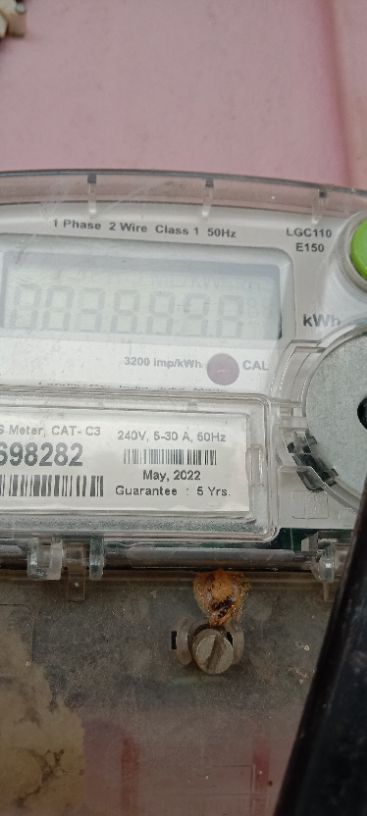 1 Phase 2 Wire Class 1 50Hz
LGC110
E150
kWh
3200 imp/kWh
CAL
S Meter, CAT- C3
698282
240V, 5-30 A, 50Hz
May, 2022
Guarantee : 5 Yrs.